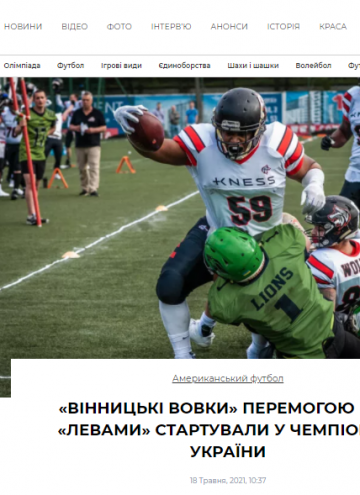 НОВИНИ ВІДЕО ФОТО ІНТЕРВ'Ю АНОНСИ ІСТОРІЯ КРАСА
Олімпіада Футбол Ігрові види Єдиноборства Шахи і шашки Волейбол
KNESS
59
LIONS
1
Американський футбол
«ВІННИЦЬКІ ВОВКИ» ПЕРЕМОГОЮ
«ЛЕВАМИ» СТАРТУВАЛИ У
УКРАЇНИ
18 Травня, 2021, 10:37